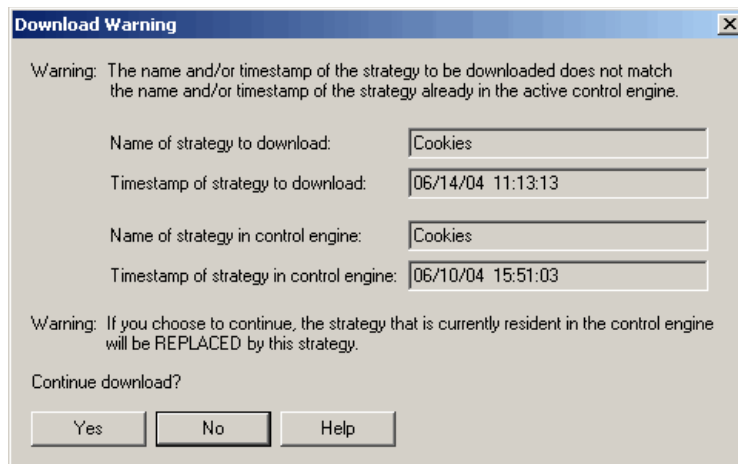 Download Warning
Warning: The name and/or timestamp of the strategy to be downloaded does not match
the name and/or timestamp of the strategy already in the active control engine.
Name of strategy to download: Cookies
Timestamp of strategy to download: 06/14/04 11:13:13
Name of strategy in control engine: Cookies
Timestamp of strategy in control engine: 06/10/04 15:51:03
Warning: If you choose to continue, the strategy that is currently resident in the control engine
will be REPLACED by this strategy.
Continue download?
Yes No Help